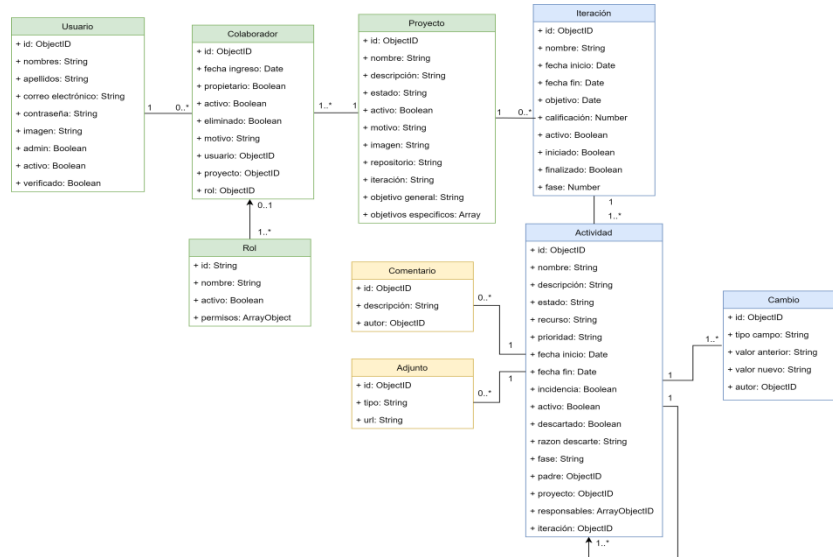 Usuario
+ id: ObjectID
+ nombres: String
+ apellidos: String
+ correo electrónico: String
+ contraseña: String
+ imagen: String
+ admin: Boolean
+ activo: Boolean
+ verificado: Boolean
1
0..*
Colaborador
+ id: ObjectID
+ fecha ingreso: Date
+ propietario: Boolean
+ activo: Boolean
+ eliminado: Boolean
+ motivo: String
+ usuario: ObjectID
+ proyecto: ObjectID
+ rol: ObjectID
1..*
1
0..1
1..*
Rol
+ id: String
+ nombre: String
+ activo: Boolean
+ permisos: ArrayObject
Proyecto
+ id: ObjectID
+ nombre: String
+ descripción: String
+ estado: String
+ activo: Boolean
+ motivo: String
+ imagen: String
+ repositorio: String
+ iteración: String
+ objetivo general: String
+ objetivos específicos: Array
1
0..*
Iteración
+ id: ObjectID
+ nombre: String
+ fecha inicio: Date
+ fecha fin: Date
+ objetivo: Date
+ calificación: Number
+ activo: Boolean
+ iniciado: Boolean
+ finalizado: Boolean
+ fase: Number
1
1..*
Comentario
+ id: ObjectID
+ descripción: String
+ autor: ObjectID
0..*
1
Adjunto
+ id: ObjectID
+ tipo: String
+ url: String
0..*
1
Actividad
+ id: ObjectID
+ nombre: String
+ descripción: String
+ estado: String
+ recurso: String
+ prioridad: String
+ fecha inicio: Date
+ fecha fin: Date
+ incidencia: Boolean
+ activo: Boolean
+ descartado: Boolean
+ razon descarte: String
+ fase: String
+ padre: ObjectID
+ proyecto: ObjectID
+ responsables: ArrayObjectID
+ iteración: ObjectID
1
1..*
1
1..*
Cambio
+ id: ObjectID
+ tipo campo: String
+ valor anterior: String
+ valor nuevo: String
+ autor: ObjectID